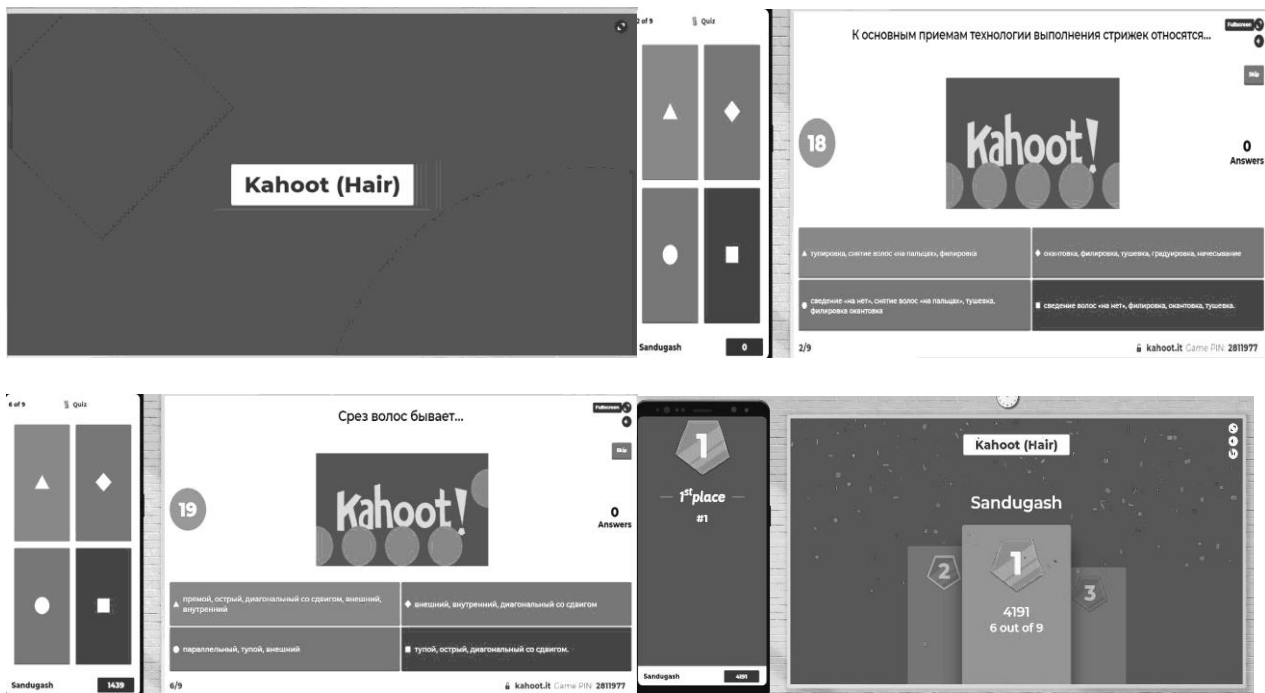 Kahoot (Hair)
2 of 9
Quiz
Sandugash
0
К основным приемам технологии выполнения стрижек относятся...
Fullscreen
Skip
18
Kahoot!
0
Answers
тупировка, снятие волос «на пальцах», филировка
окантовка, филировка, тушевка, градуировка, начесывание
сведение «на нет», снятие волос «на пальцах», тушевка,
филировка окантовка
сведение волос «на нет», филировка, окантовка, тушевка.
2/9
kahoot.it Game PIN: 2811977
6 of 9
Quiz
Sandugash
1439
Срез волос бывает...
Fullscreen
Skip
19
Kahoot!
0
Answers
прямой, острый, диагональный со сдвигом, внешний,
внутренний
внешний, внутренний, диагональный со сдвигом
параллельный, тупой, внешний
тупой, острый, диагональный со сдвигом.
6/9
kahoot.it Game PIN: 2811977
1
1st place
#1
Sandugash
4191
Kahoot (Hair)
Sandugash
2
1
3
4191
6 out of 9